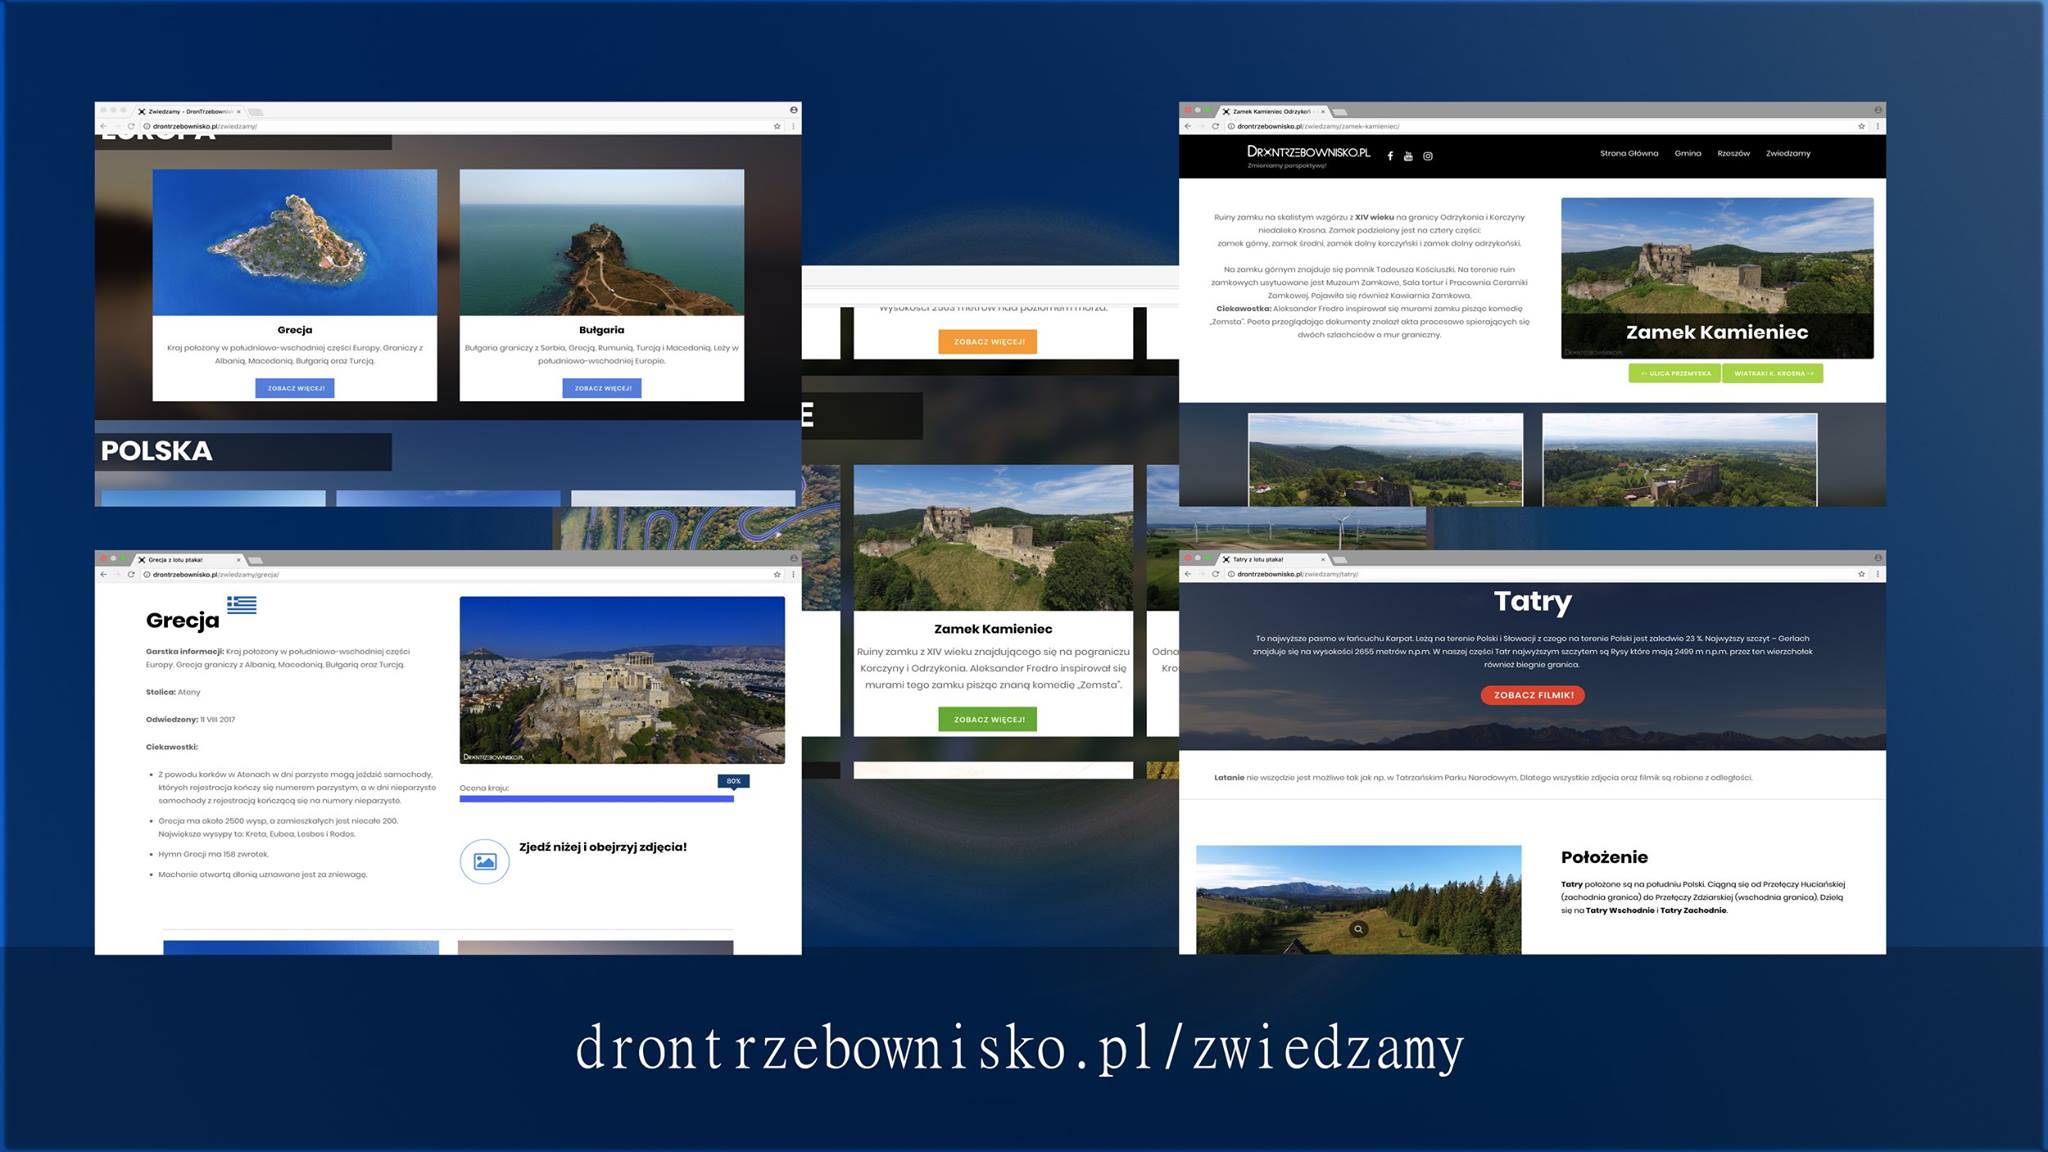 Zwiedzamy - DronTrzebownisko
drontrzebownisko.pl/zwiedzamy/
EUROPA
Grecja
Kraj położony w południowo-wschodniej części Europy. Graniczy z
Albanią, Macedonią, Bułgarią oraz Turcją.
ZOBACZ WIĘCEJ!
Bułgaria
Bułgaria graniczy z Serbią, Grecją, Rumunią, Turcją i Macedonią. Leży w
południowo-wschodniej Europie.
ZOBACZ WIĘCEJ!
POLSKA
wysokości 2503 metrów nad poziomem morza.
ZOBACZ WIĘCEJ!
E
Zamek Kamieniec
Ruiny zamku z XIV wieku znajdującego się na pograniczu
Korczyny i Odrzykonia. Aleksander Fredro inspirował się
murami tego zamku pisząc znaną komedię „Zemsta”.
ZOBACZ WIĘCEJ!
Odna
Kro
Zamek Kamieniec Odrzykoń
drontrzebownisko.pl/zwiedzamy/zamek-kamieniec/
DRONTRZEBOWNISKO.PL
Zmieniamy perspektywę!
Strona Główna Gmina Rzeszów Zwiedzamy
Ruiny zamku na skalistym wzgórzu z XIV wieku na granicy Odrzykonia i Korczyny
niedaleko Krosna. Zamek podzielony jest na cztery części:
zamek górny, zamek średni, zamek dolny korczyński i zamek dolny odrzykoński.
Na zamku górnym znajduje się pomnik Tadeusza Kościuszki. Na terenie ruin
zamkowych usytuowane jest Muzeum Zamkowe, Sala tortur i Pracownia Ceramiki
Zamkowej. Pojawiła się również Kawiarnia Zamkowa.
Ciekawostka: Aleksander Fredro inspirował się murami zamku pisząc komedię
„Zemsta”. Poeta przeglądając dokumenty znalazł akta procesowe spierających się
dwóch szlachciców o mur graniczny.
Zamek Kamieniec
DRONTRZEBOWNISKO.PL
<- ULICA PRZEMYSKA
WIATRAKI K. KROSNA ->
Grecja z lotu ptaka!
drontrzebownisko.pl/zwiedzamy/grecja/
Grecja
Garstka informacji: Kraj położony w południowo-wschodniej części
Europy. Grecja graniczy z Albanią, Macedonią, Bułgarią oraz Turcją.
Stolica: Ateny
Odwiedzony: 11 VIII 2017
Ciekawostki:
Z powodu korków w Atenach w dni parzyste mogą jeździć samochody,
których rejestracja kończy się numerem parzystym, a w dni nieparzyste
samochody z rejestracją kończącą się na numery nieparzyste.
Grecja ma około 2500 wysp, a zamieszkałych jest niecałe 200.
Największe wysypy to: Kreta, Eubea, Lesbos i Rodos.
Hymn Grecji ma 158 zwrotek.
Machanie otwartą dłonią uznawane jest za zniewagę.
DRONTRZEBOWNISKO.PL
80%
Ocena kraju:
Zjedź niżej i obejrzyj zdjęcia!
Tatry z lotu ptaka!
drontrzebownisko.pl/zwiedzamy/tatry/
Tatry
To najwyższe pasmo w łańcuchu Karpat. Leżą na terenie Polski i Słowacji z czego na terenie Polski jest zaledwie 23 %. Najwyższy szczyt – Gerlach
znajduje się na wysokości 2655 metrów n.p.m. W naszej części Tatr najwyższym szczytem są Rysy które mają 2499 m n.p.m. przez ten wierzchołek
również biegnie granica.
ZOBACZ FILMIK!
Latanie nie wszędzie jest możliwe tak jak np. w Tatrzańskim Parku Narodowym, Dlatego wszystkie zdjęcia oraz filmik są robione z odległości.
Położenie
Tatry położone są na południu Polski. Ciągną się od Przełęczy Huciańskiej
(zachodnia granica) do Przełęczy Zdziarskiej (wschodnia granica). Dzielą
się na Tatry Wschodnie i Tatry Zachodnie.
drontrzebownisko.pl/zwiedzamy